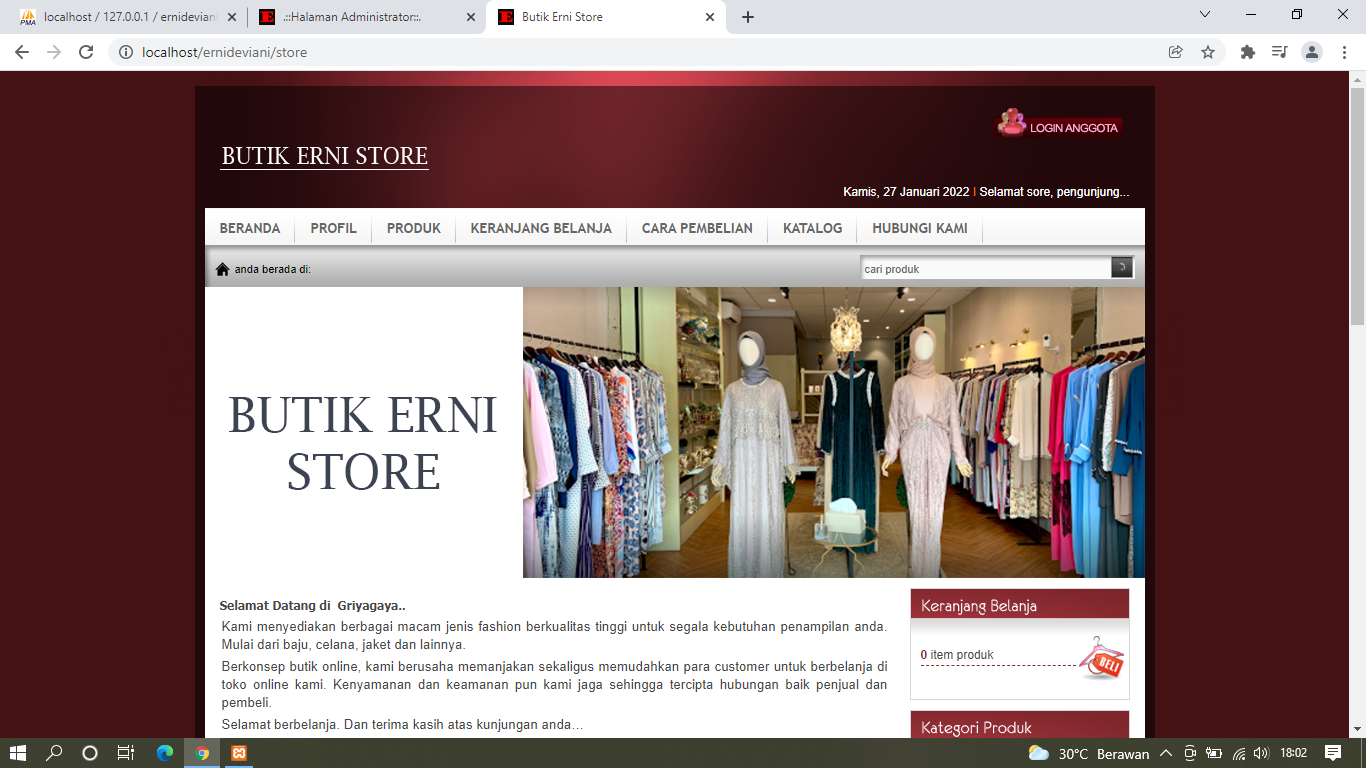 localhost / 127.0.0.1 / ernideviani
.::Halaman Administrator::.
Butik Erni Store
localhost/ernideviani/store
LOGIN ANGGOTA
BUTIK ERNI STORE
Kamis, 27 Januari 2022 | Selamat sore, pengunjung...
BERANDA PROFIL PRODUK KERANJANG BELANJA CARA PEMBELIAN KATALOG HUBUNGI KAMI
anda berada di:
cari produk
BUTIK ERNI
STORE
Selamat Datang di  Griyagaya..
Kami menyediakan berbagai macam jenis fashion berkualitas tinggi untuk segala kebutuhan penampilan anda.
Mulai dari baju, celana, jaket dan lainnya.
Berkonsep butik online, kami berusaha memanjakan sekaligus memudahkan para customer untuk berbelanja di
toko online kami. Kenyamanan dan keamanan pun kami jaga sehingga tercipta hubungan baik penjual dan
pembeli.
Selamat berbelanja. Dan terima kasih atas kunjungan anda...
Keranjang Belanja
0 item produk
BELI
Kategori Produk
30°C Berawan
18:02